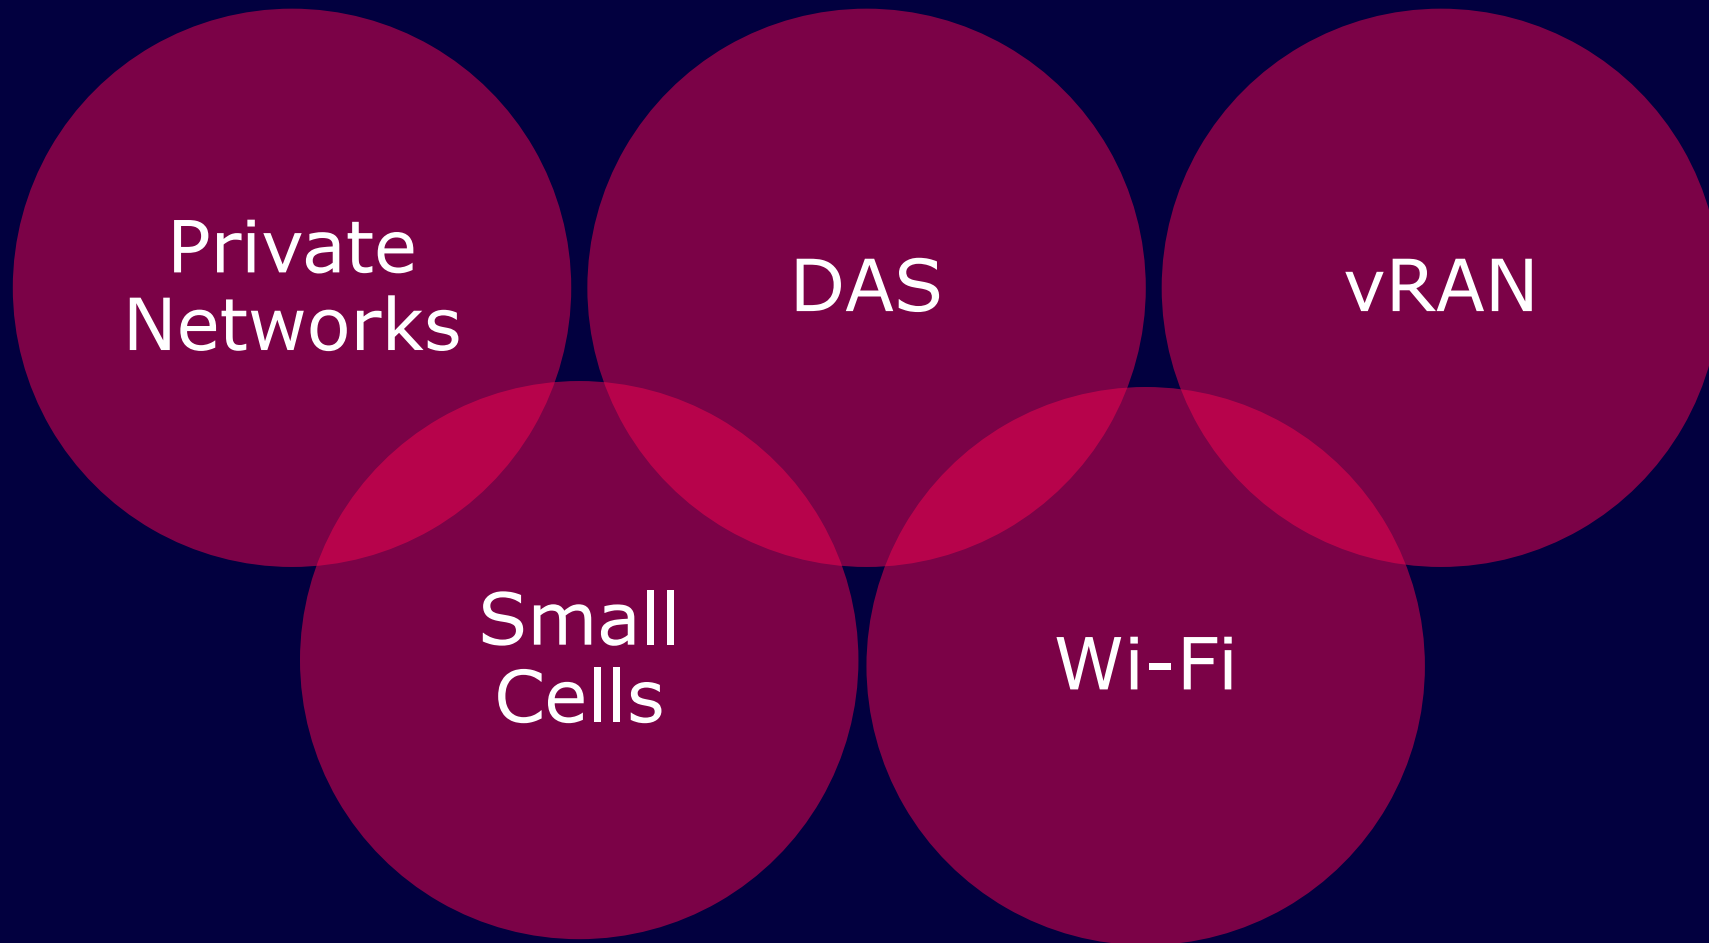 Private
Networks
DAS
vRAN
Small
Cells
Wi-Fi